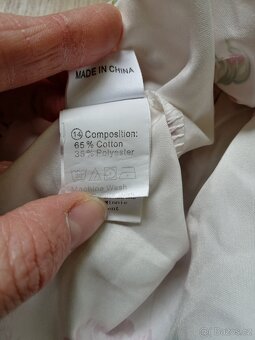 MADE IN CHINA
14 Composition:
65 % Cotton
35 % Polyester
Machine Wash